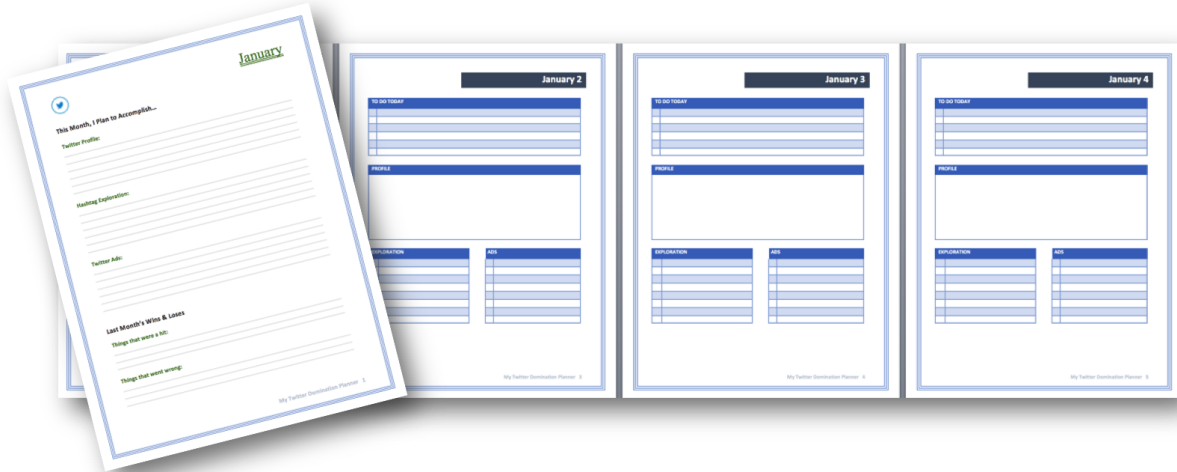 January
This Month, I Plan to Accomplish...
Twitter Profile:
Hashtag Exploration:
Twitter Ads:
Last Month's Wins & Loses
Things that were a hit:
Things that went wrong:
My Twitter Domination Planner
January 2
TO DO TODAY
PROFILE
EXPLORATION
ADS
My Twitter Domination Planner 3
January 3
TO DO TODAY
PROFILE
EXPLORATION
ADS
My Twitter Domination Planner 4
January 4
TO DO TODAY
PROFILE
EXPLORATION
ADS
My Twitter Domination Planner 5